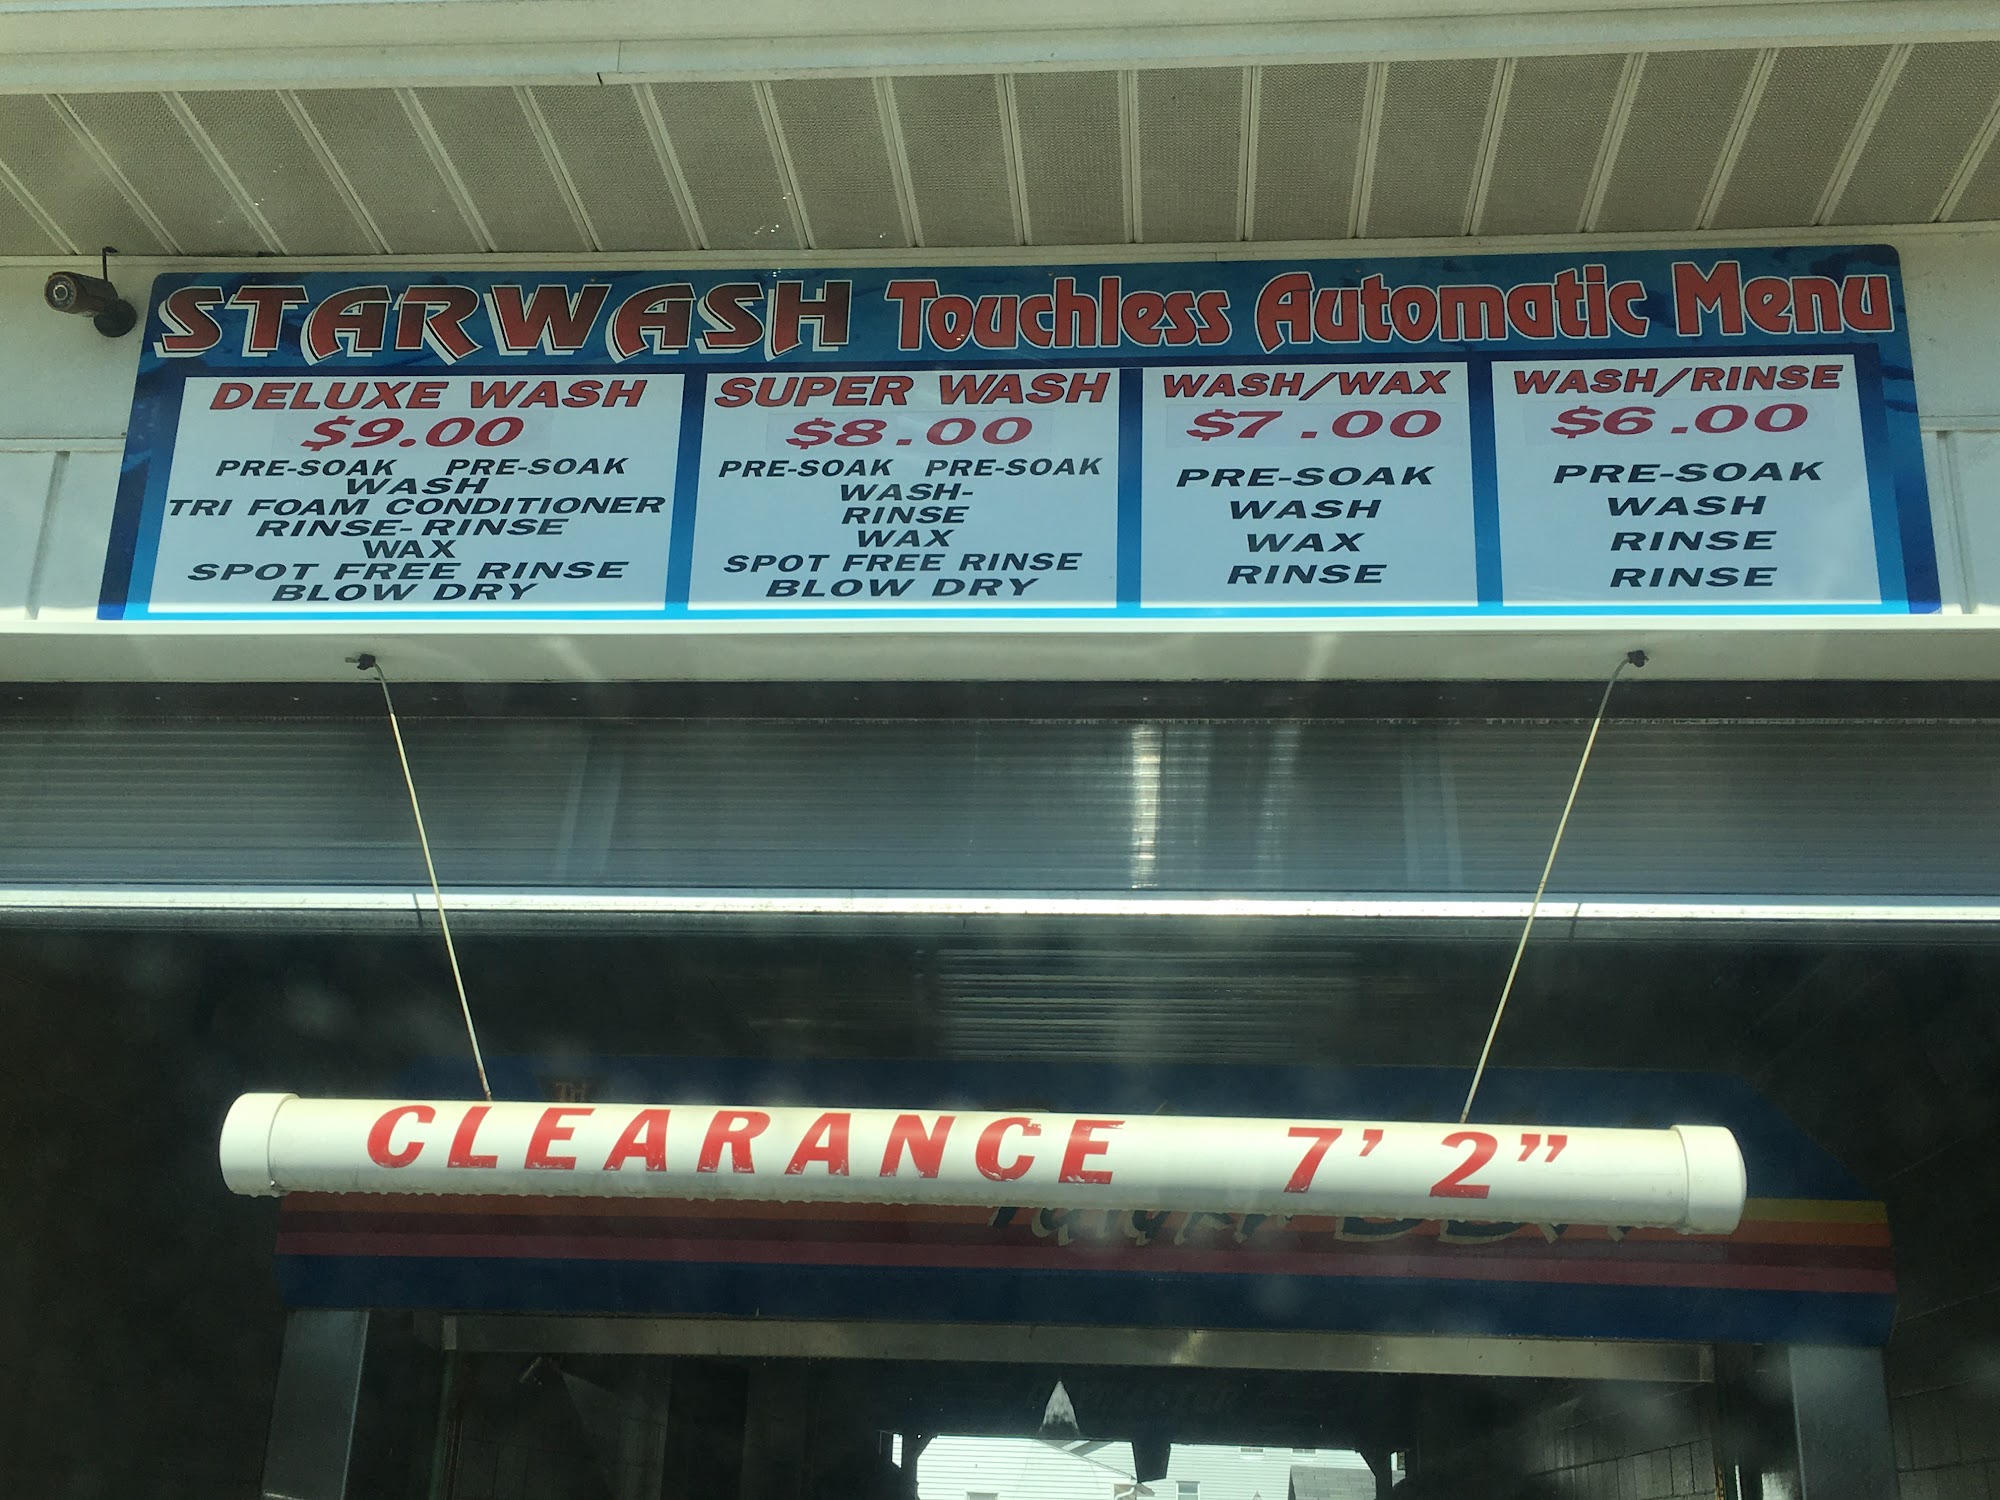 STARWASH Touchless Automatic Menu
DELUXE WASH
$9.00
PRE-SOAK PRE-SOAK
WASH
TRI FOAM CONDITIONER
RINSE-RINSE
WAX
SPOT FREE RINSE
BLOW DRY
SUPER WASH
$8.00
PRE-SOAK PRE-SOAK
WASH-
RINSE
WAX
SPOT FREE RINSE
BLOW DRY
WASH/WAX
$7.00
PRE-SOAK
WASH
WAX
RINSE
WASH/RINSE
$6.00
PRE-SOAK
WASH
RINSE
RINSE
CLEARANCE 7' 2"
Tri